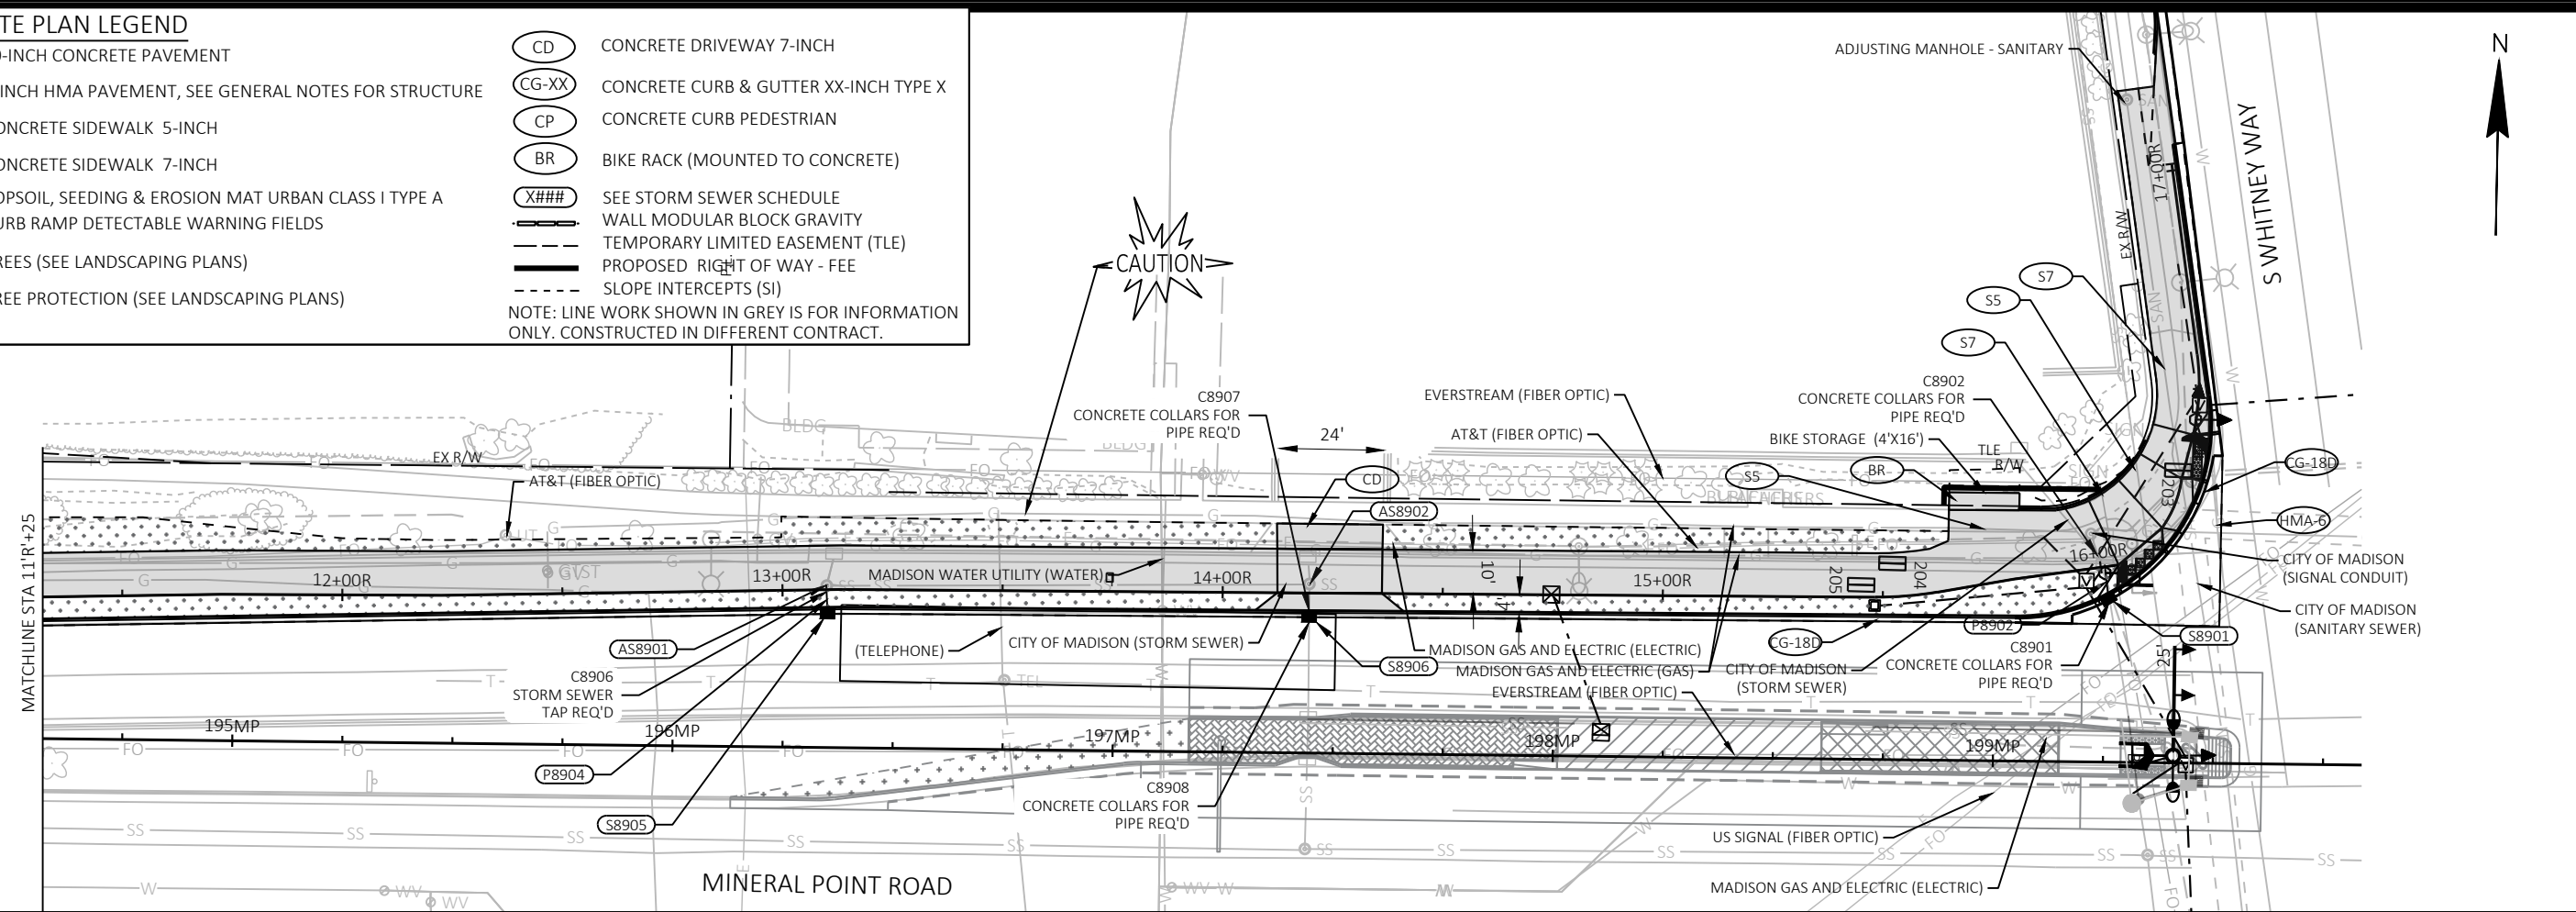 TE PLAN LEGEND
-INCH CONCRETE PAVEMENT
INCH HMA PAVEMENT, SEE GENERAL NOTES FOR STRUCTURE
ONCRETE SIDEWALK 5-INCH
ONCRETE SIDEWALK 7-INCH
OPSOIL, SEEDING & EROSION MAT URBAN CLASS I TYPE A
URB RAMP DETECTABLE WARNING FIELDS
REES (SEE LANDSCAPING PLANS)
REE PROTECTION (SEE LANDSCAPING PLANS)
CD CONCRETE DRIVEWAY 7-INCH
CG-XX CONCRETE CURB & GUTTER XX-INCH TYPE X
CP CONCRETE CURB PEDESTRIAN
BR BIKE RACK (MOUNTED TO CONCRETE)
X### SEE STORM SEWER SCHEDULE
WALL MODULAR BLOCK GRAVITY
TEMPORARY LIMITED EASEMENT (TLE)
PROPOSED RIGHT OF WAY - FEE
SLOPE INTERCEPTS (SI)
NOTE: LINE WORK SHOWN IN GREY IS FOR INFORMATION
ONLY. CONSTRUCTED IN DIFFERENT CONTRACT.
ADJUSTING MANHOLE - SANITARY
N
S WHITNEY WAY
17+00R
EX R/W
SAN
SAN
CAUTION
S7
S5
S7
C8907
CONCRETE COLLARS FOR
PIPE REQ'D
24'
EVERSTREAM (FIBER OPTIC)
AT&T (FIBER OPTIC)
C8902
CONCRETE COLLARS FOR
PIPE REQ'D
BIKE STORAGE (4'X16')
TLE
R/W
SIGN
BLDG
BLDG
EX R/W
AT&T (FIBER OPTIC)
CD
AS8902
S5
BR
CG-18D
HMA-6
203
MATCHLINE STA 11'R'+25
12+00R
13+00R
MADISON WATER UTILITY (WATER)
14+00R
10'
4'
15+00R
205
204
16+00R
CITY OF MADISON
(SIGNAL CONDUIT)
CITY OF MADISON
(SANITARY SEWER)
AS8901
(TELEPHONE)
CITY OF MADISON (STORM SEWER)
MADISON GAS AND ELECTRIC (ELECTRIC)
S8906
MADISON GAS AND ELECTRIC (GAS)
EVERSTREAM (FIBER OPTIC)
CG-18D
P8902
S8901
CITY OF MADISON
(STORM SEWER)
C8901
CONCRETE COLLARS FOR
PIPE REQ'D
25'
C8906
STORM SEWER
TAP REQ'D
TEL
195MP
196MP
197MP
198MP
199MP
P8904
S8905
C8908
CONCRETE COLLARS FOR
PIPE REQ'D
US SIGNAL (FIBER OPTIC)
MADISON GAS AND ELECTRIC (ELECTRIC)
MINERAL POINT ROAD